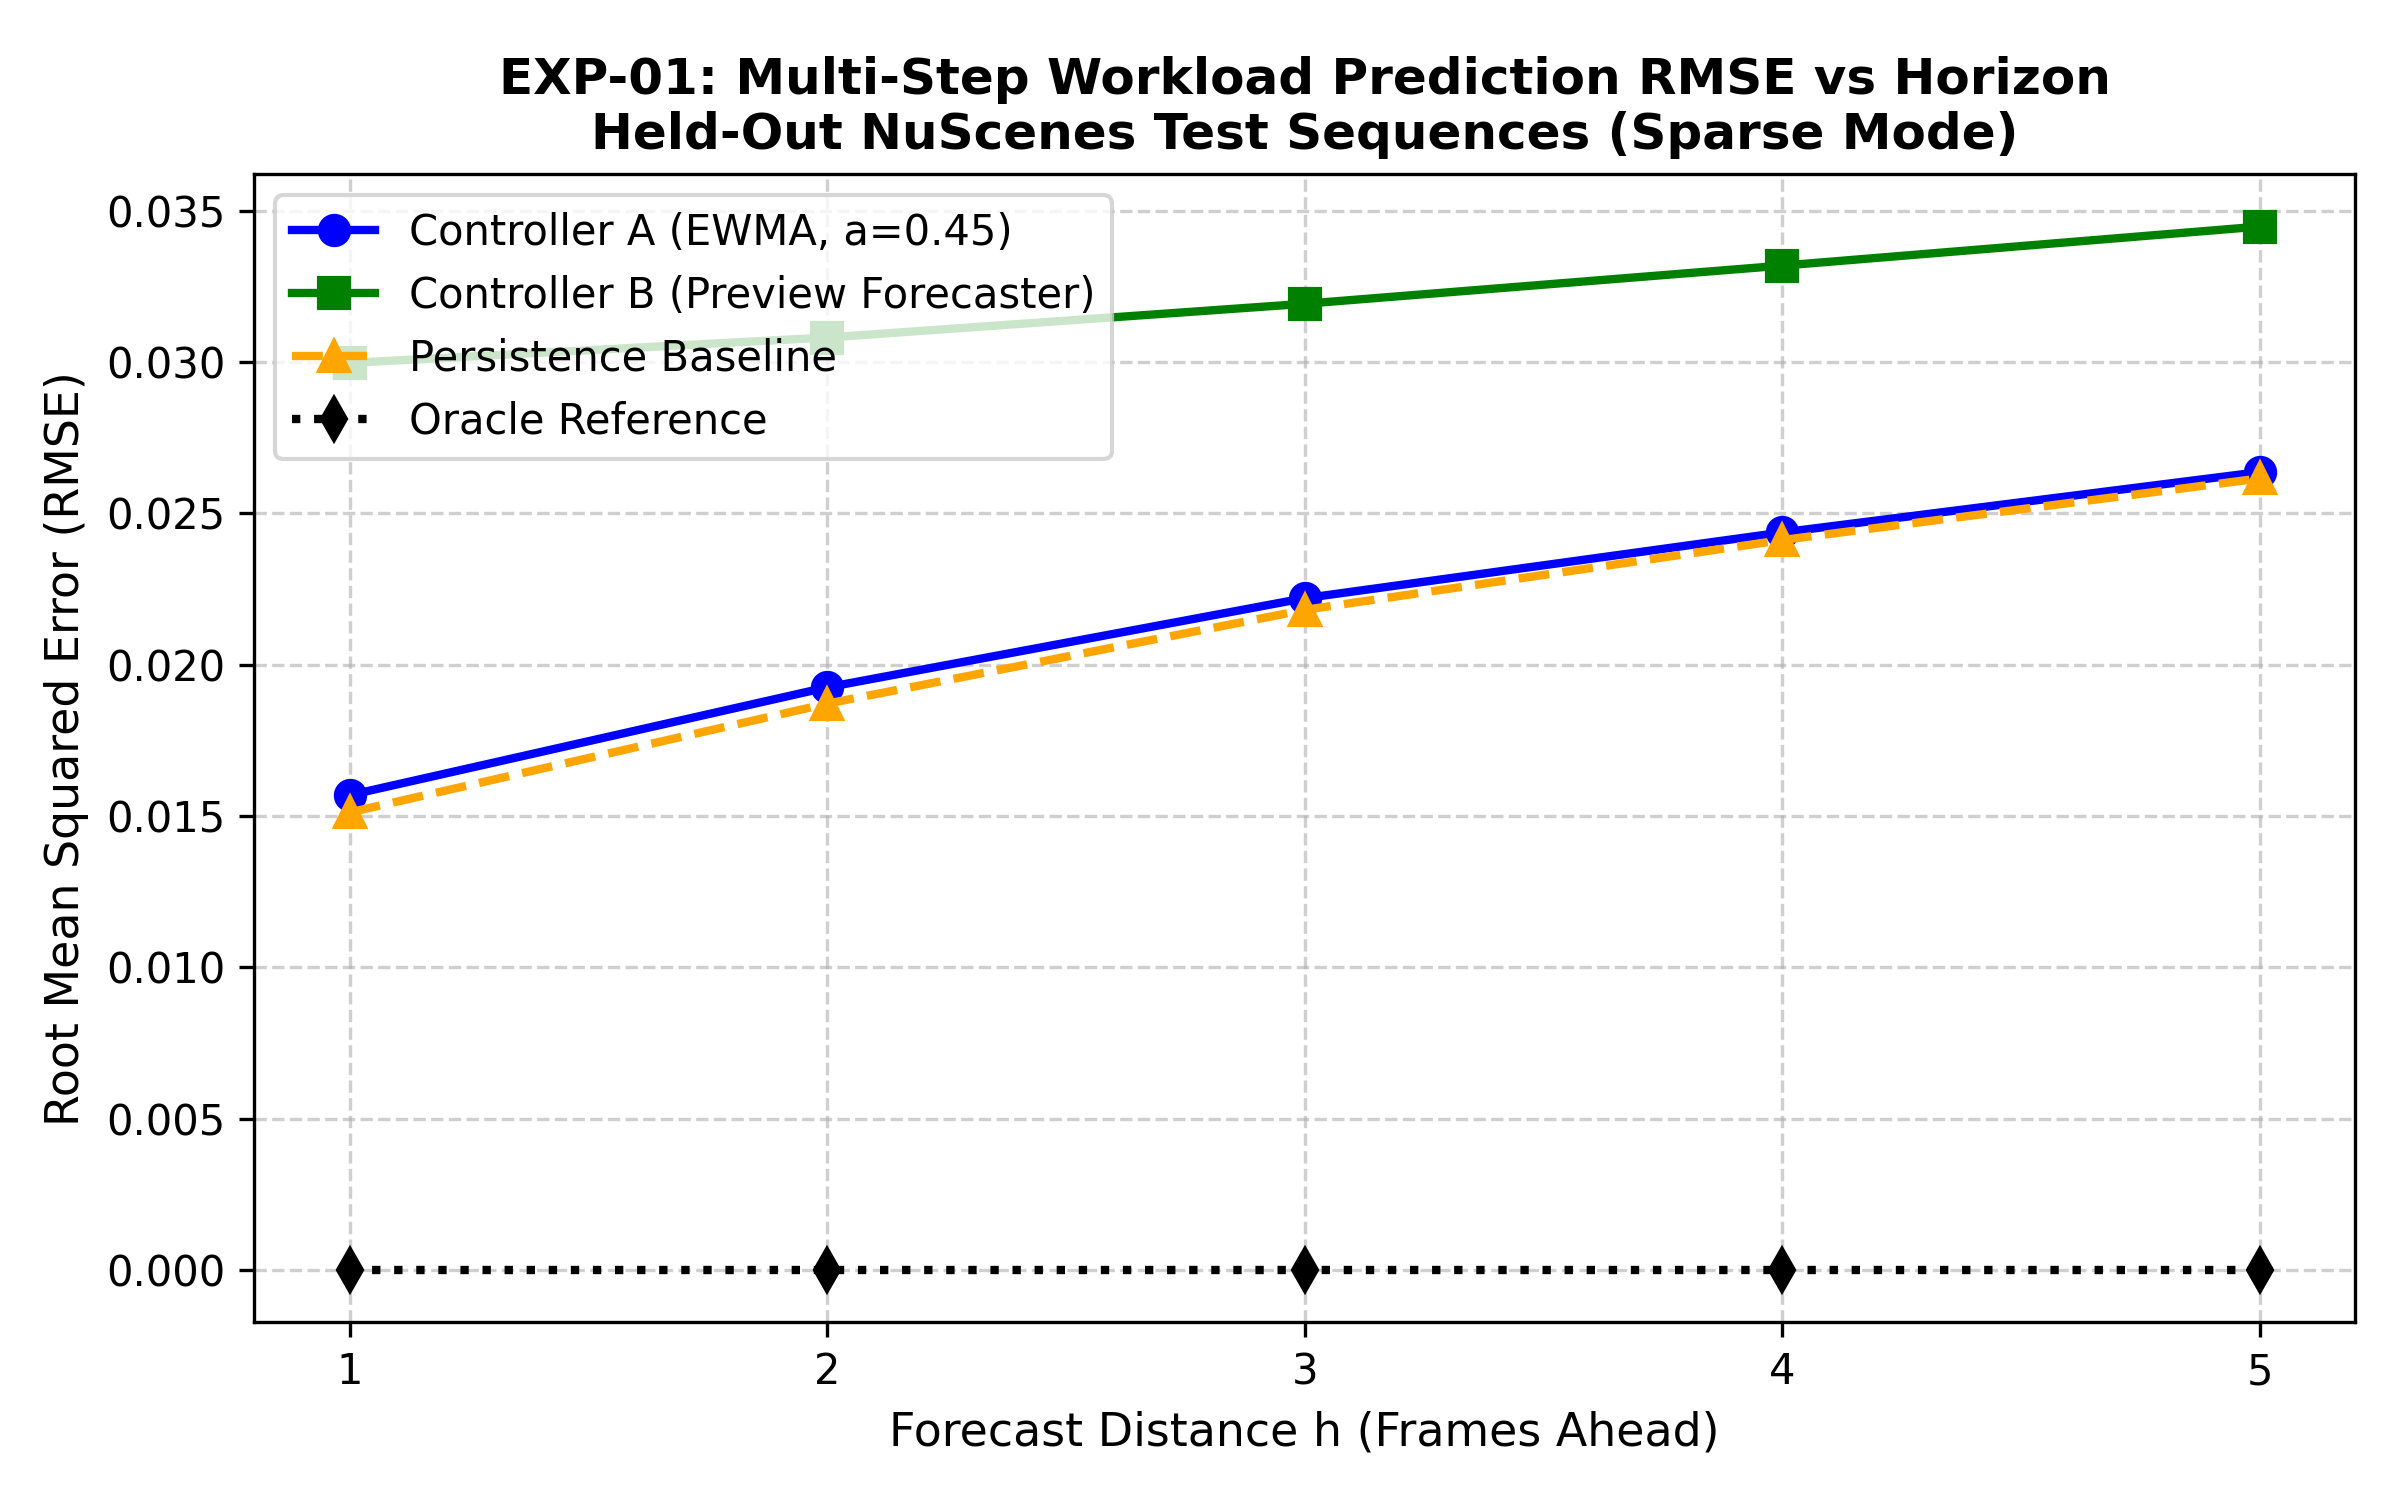 EXP-01: Multi-Step Workload Prediction RMSE vs Horizon
Held-Out NuScenes Test Sequences (Sparse Mode)
Controller A (EWMA, a=0.45)
Controller B (Preview Forecaster)
Persistence Baseline
Oracle Reference
Root Mean Squared Error (RMSE)
0.035
0.030
0.025
0.020
0.015
0.010
0.005
0.000
1 2 3 4 5
Forecast Distance h (Frames Ahead)